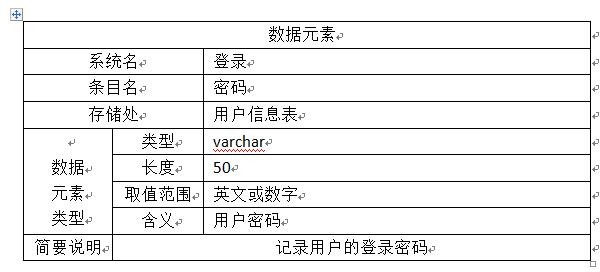 数据元素
系统名 登录
条目名 密码
存储处 用户信息表
数据元素类型 类型 varchar
长度 50
取值范围 英文或数字
含义 用户密码
简要说明 记录用户的登录密码